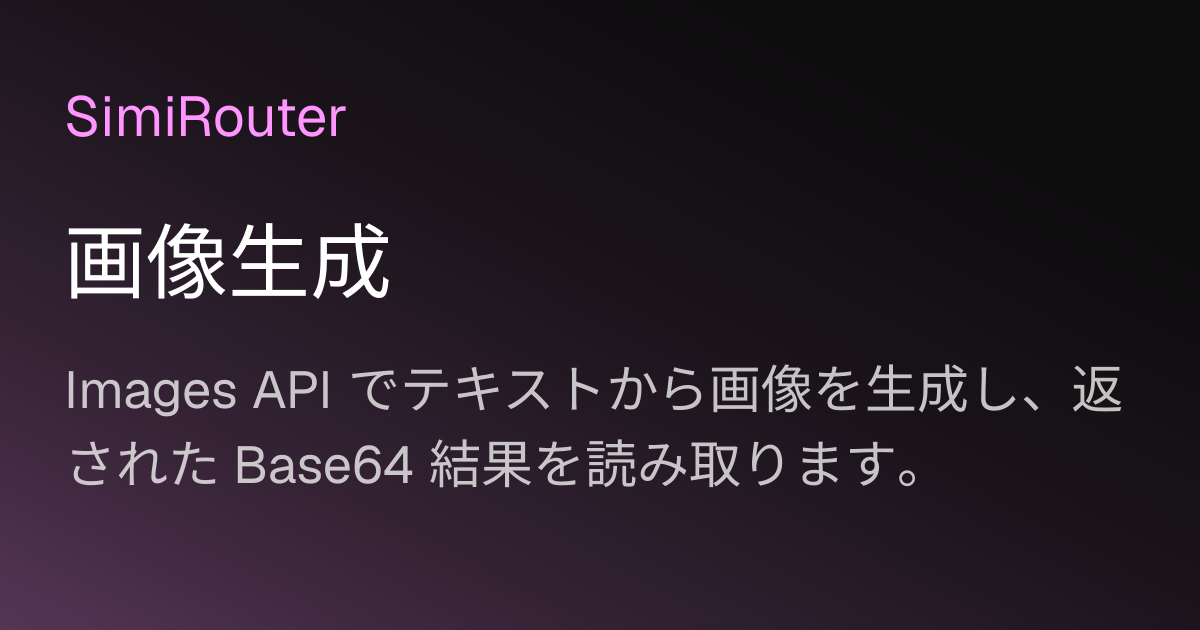 SimiRouter
画像生成
Images API でテキストから画像を生成し、返
された Base64 結果を読み取ります。